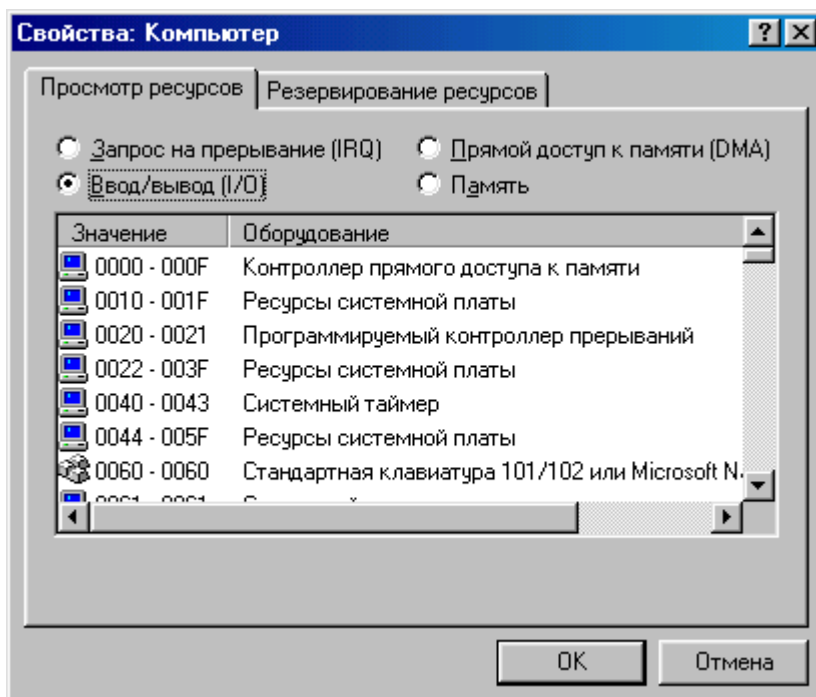 Свойства: Компьютер
Просмотр ресурсов Резервирование ресурсов
Запрос на прерывание (IRQ) Прямой доступ к памяти (DMA)
Ввод/вывод (I/O) Память
Значение Оборудование
0000 - 000F Контроллер прямого доступа к памяти
0010 - 001F Ресурсы системной платы
0020 - 0021 Программируемый контроллер прерываний
0022 - 003F Ресурсы системной платы
0040 - 0043 Системный таймер
0044 - 005F Ресурсы системной платы
0060 - 0060 Стандартная клавиатура 101/102 или Microsoft N
0061 - 0061
OK Отмена